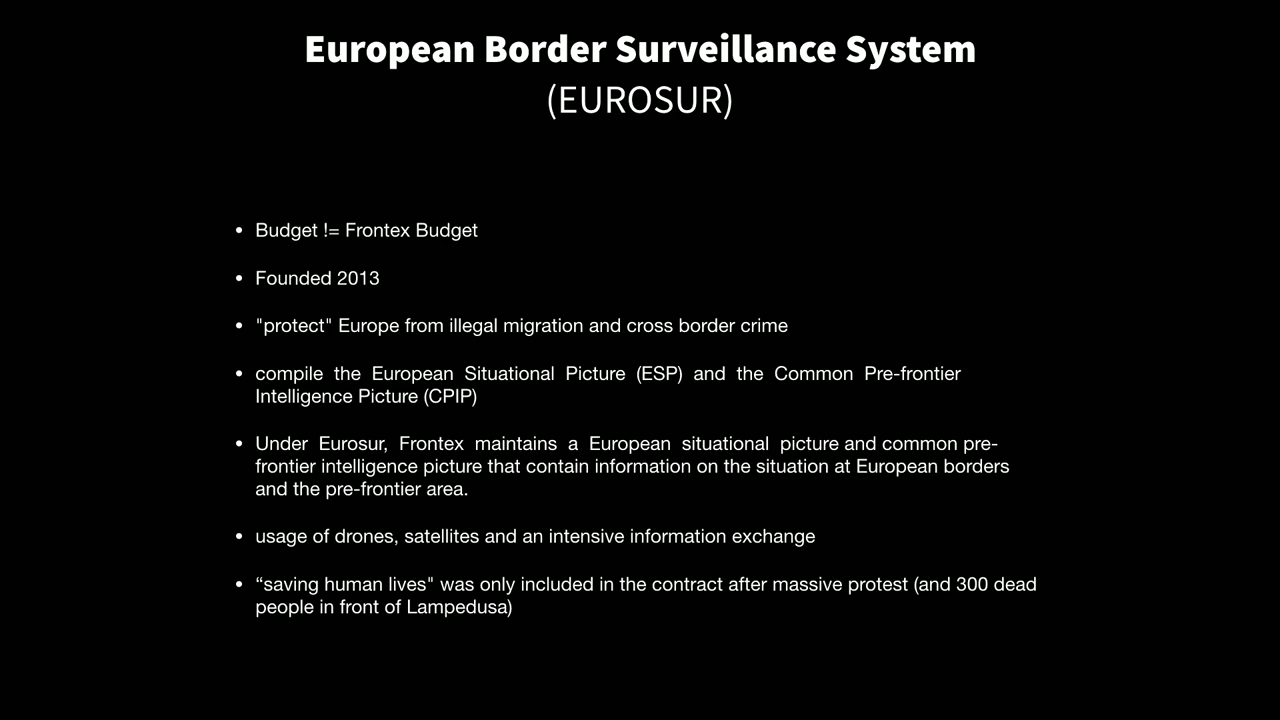 European Border Surveillance System
(EUROSUR)
• Budget != Frontex Budget
• Founded 2013
• "protect" Europe from illegal migration and cross border crime
• compile the European Situational Picture (ESP) and the Common Pre-frontier
Intelligence Picture (CPIP)
• Under Eurosur, Frontex maintains a European situational picture and common pre-
frontier intelligence picture that contain information on the situation at European borders
and the pre-frontier area.
• usage of drones, satellites and an intensive information exchange
• “saving human lives" was only included in the contract after massive protest (and 300 dead
people in front of Lampedusa)